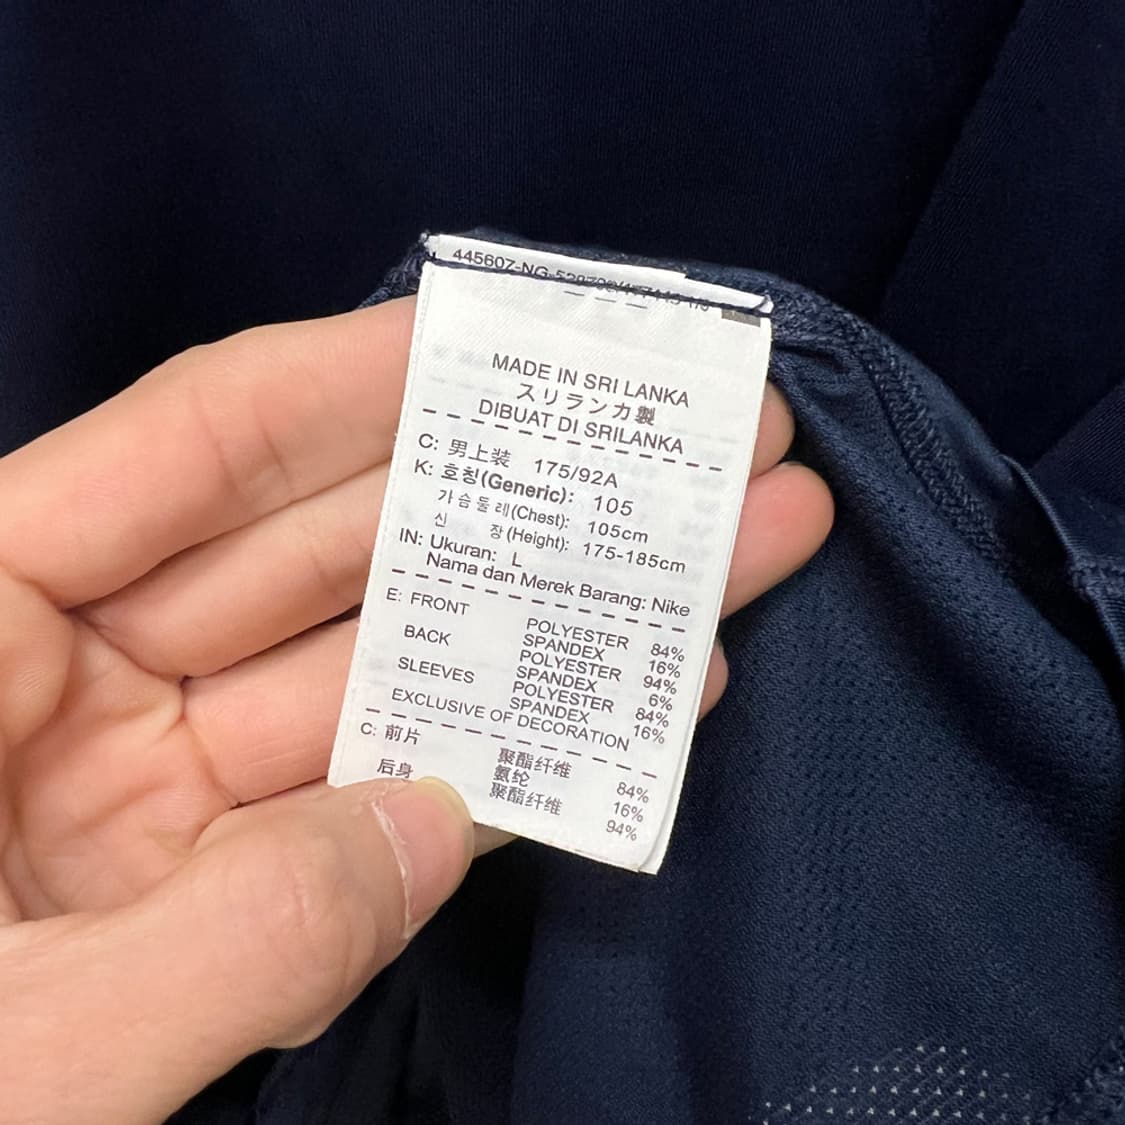 445607-NG-
MADE IN SRI LANKA
スリランカ製
DIBUAT DI SRILANKA
C: 男上装 175/92A
K: 호칭(Generic): 105
가슴둘레(Chest): 105cm
신 장(Height): 175-185cm
IN: Ukuran: L
Nama dan Merek Barang: Nike
E: FRONT POLYESTER 84%
SPANDEX 16%
BACK POLYESTER 94%
SPANDEX 6%
SLEEVES POLYESTER 84%
SPANDEX 16%
EXCLUSIVE OF DECORATION
C: 前片 聚酯纤维 84%
氨纶 16%
后身 聚酯纤维 94%